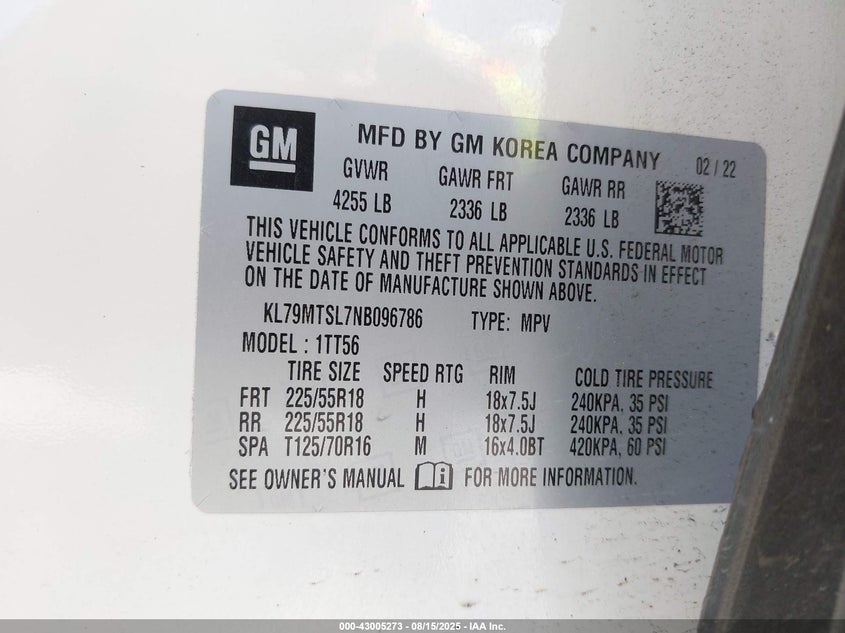 GM
MFD BY GM KOREA COMPANY 02 / 22
GVWR GAWR FRT GAWR RR
4255 LB 2336 LB 2336 LB
THIS VEHICLE CONFORMS TO ALL APPLICABLE U.S. FEDERAL MOTOR
VEHICLE SAFETY AND THEFT PREVENTION STANDARDS IN EFFECT
ON THE DATE OF MANUFACTURE SHOWN ABOVE.
KL79MTSL7NB096786 TYPE: MPV
MODEL : 1TT56
TIRE SIZE SPEED RTG RIM COLD TIRE PRESSURE
FRT 225/55R18 H 18x7.5J 240KPA, 35 PSI
RR 225/55R18 H 18x7.5J 240KPA, 35 PSI
SPA T125/70R16 M 16x4.0BT 420KPA, 60 PSI
SEE OWNER'S MANUAL i FOR MORE INFORMATION.
000-43005273 - 08/15/2025 - IAA Inc.